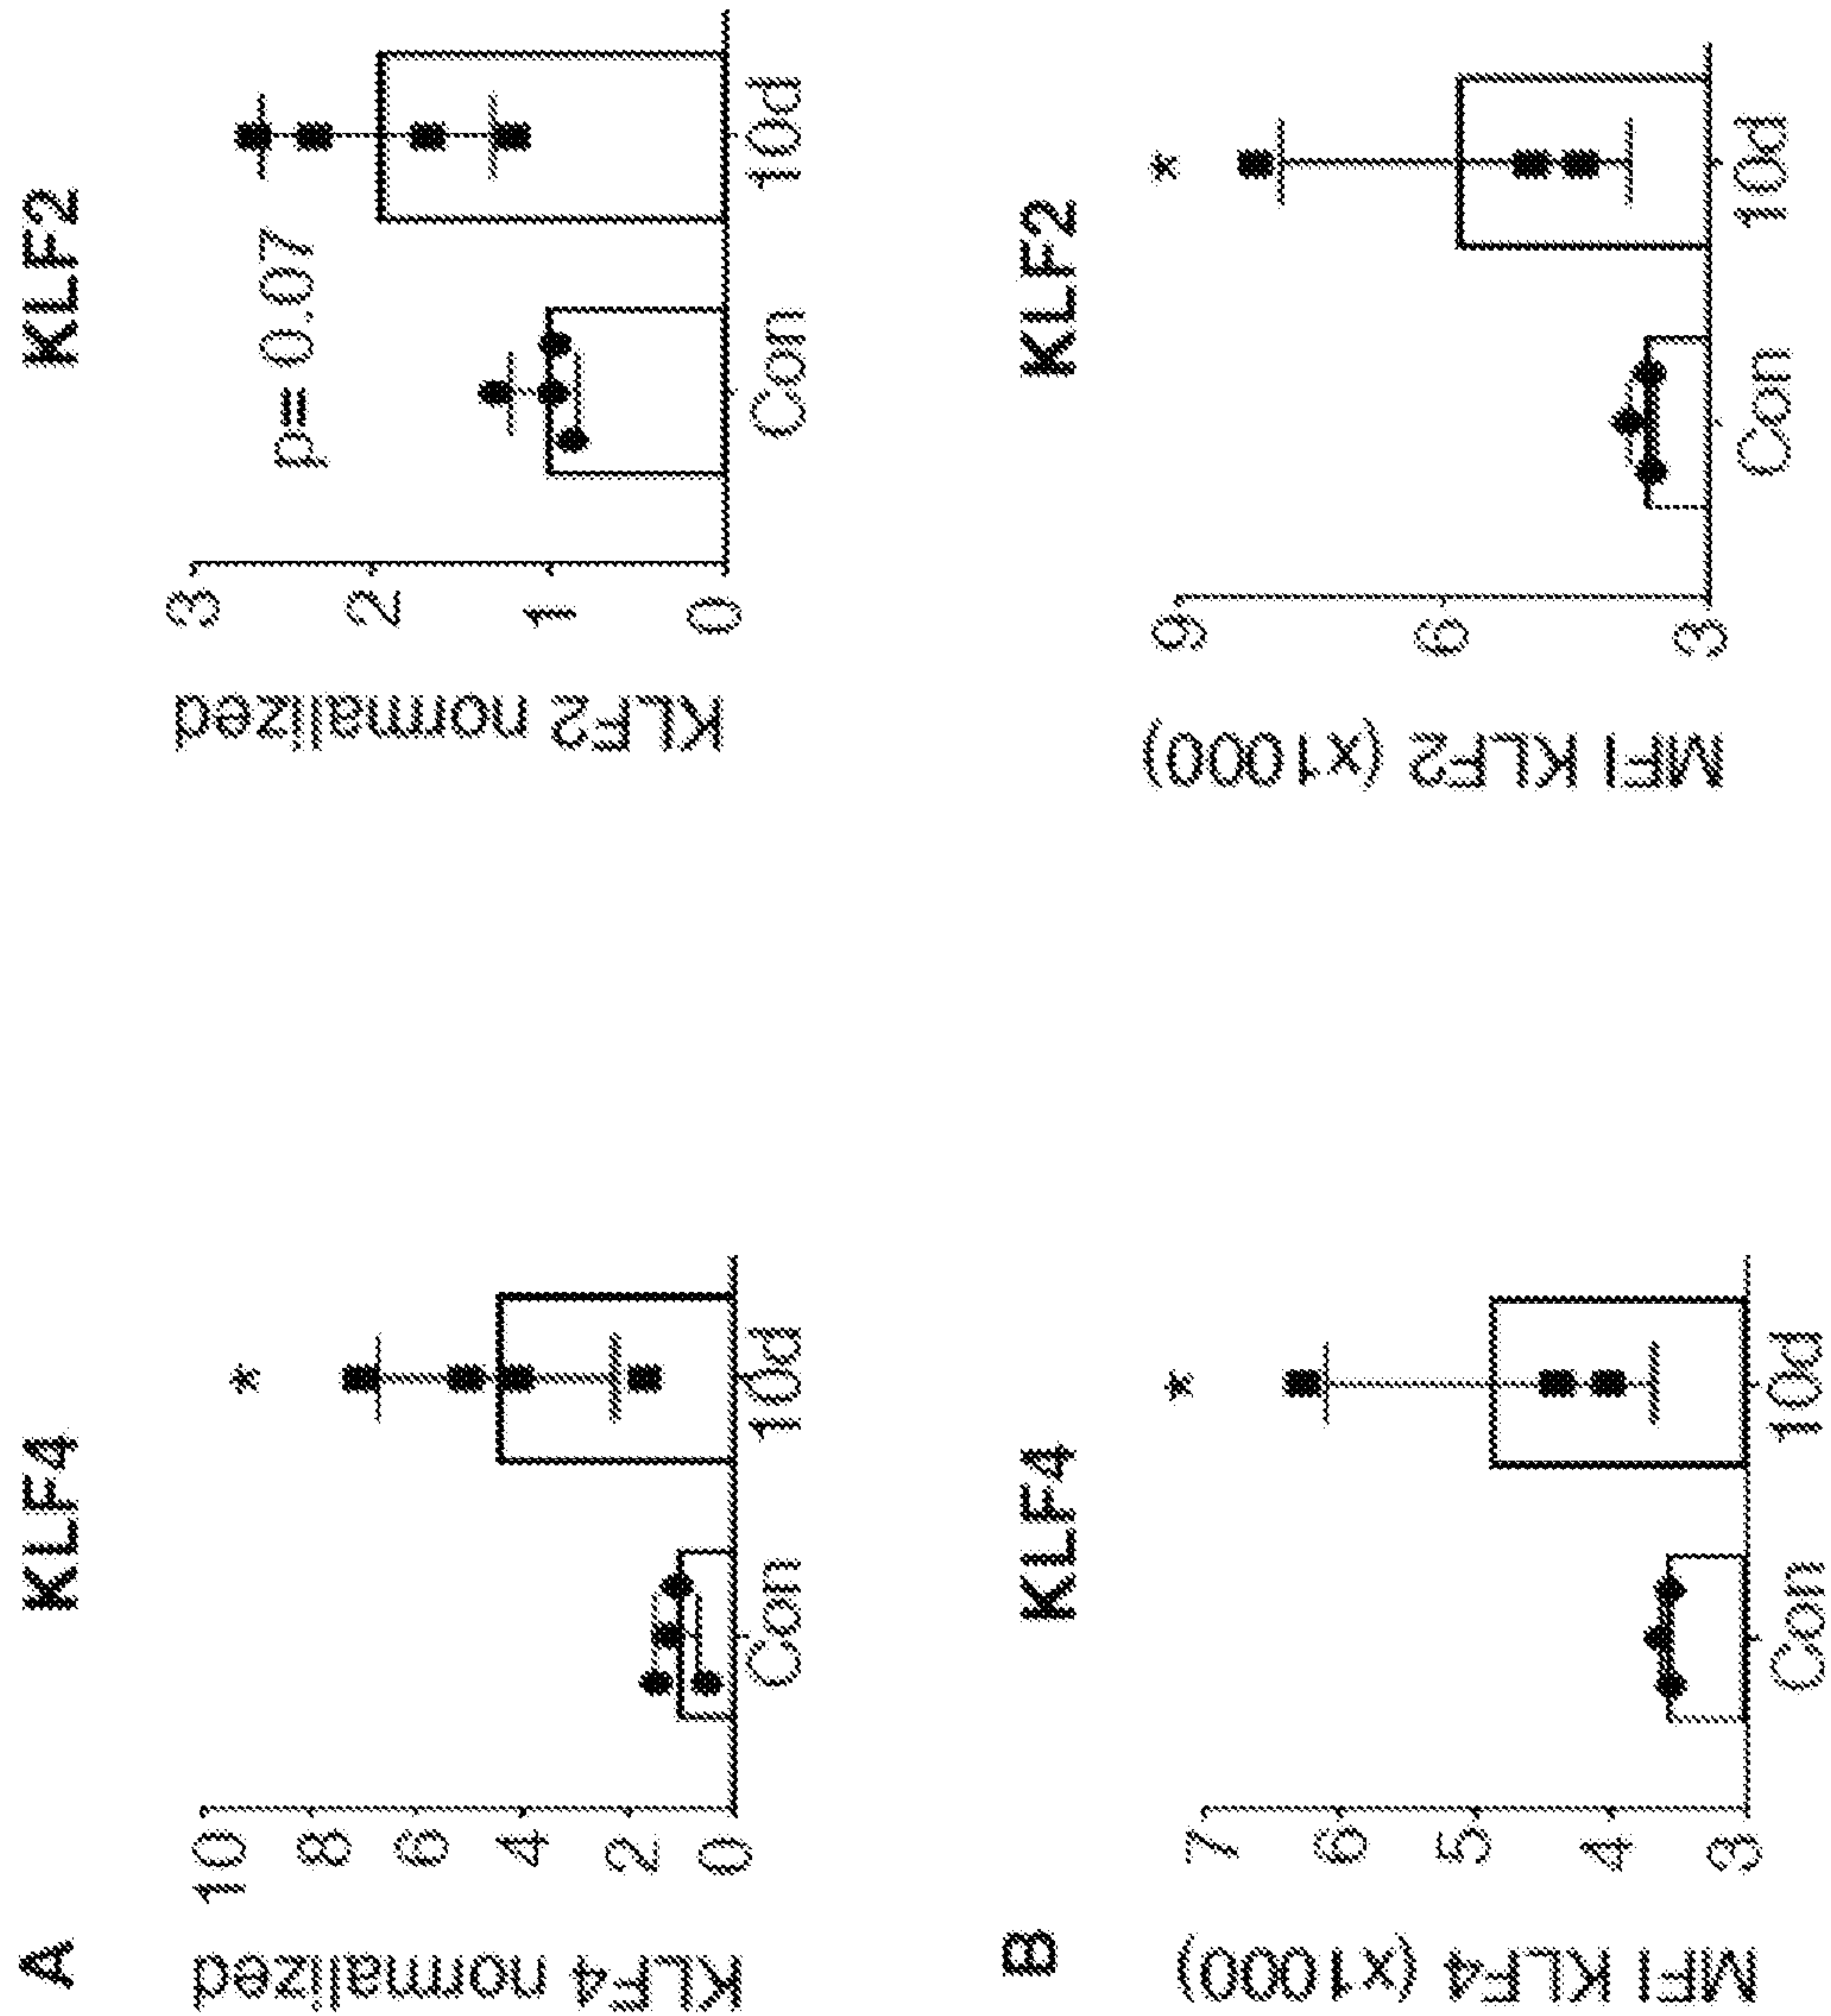 A
KLF4
KLF4 normalized
10
8
6
4
2
0
*
Con
10d
KLF2
KLF2 normalized
3
2
1
0
p= 0.07
Con
10d
B
KLF4
MFI KLF4 (x1000)
7
6
5
4
3
*
Con
10d
KLF2
MFI KLF2 (x1000)
9
6
3
*
Con
10d